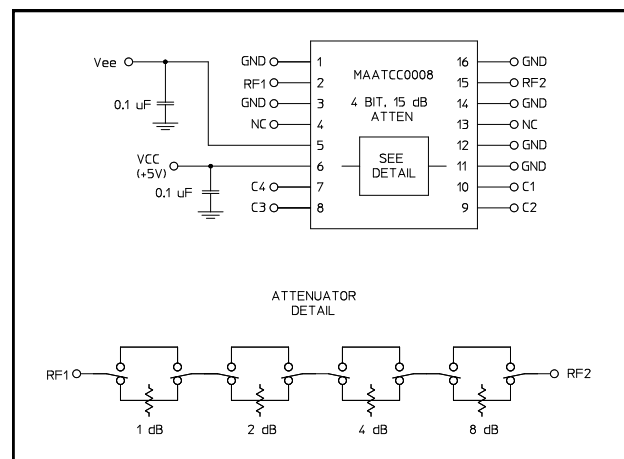 Vee
0.1 uF
VCC
(+5V)
0.1 uF
GND 1
RF1 2
GND 3
NC 4
5
6
C4 7
C3 8
MAATCC0008
4 BIT, 15 dB
ATTEN
SEE
DETAIL
16 GND
15 RF2
14 GND
13 NC
12 GND
11 GND
10 C1
9 C2
ATTENUATOR
DETAIL
RF1
RF2
1 dB
2 dB
4 dB
8 dB